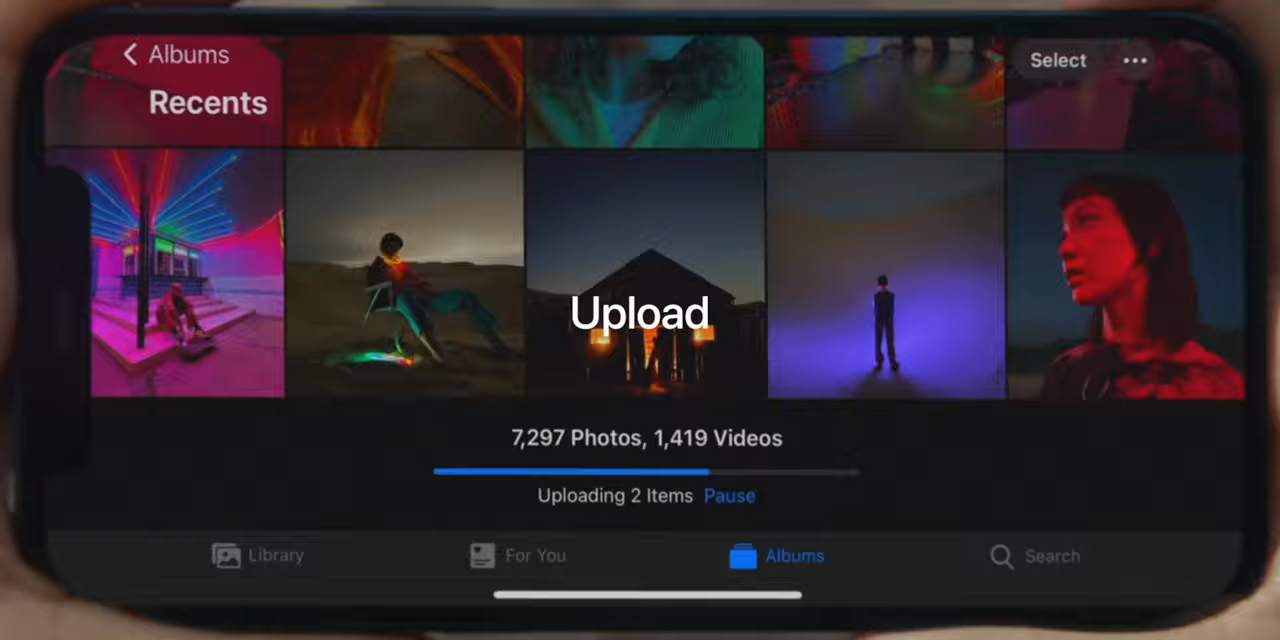 Albums
Select
Recents
Upload
7,297 Photos, 1,419 Videos
Uploading 2 Items Pause
Library
For You
Albums
Search